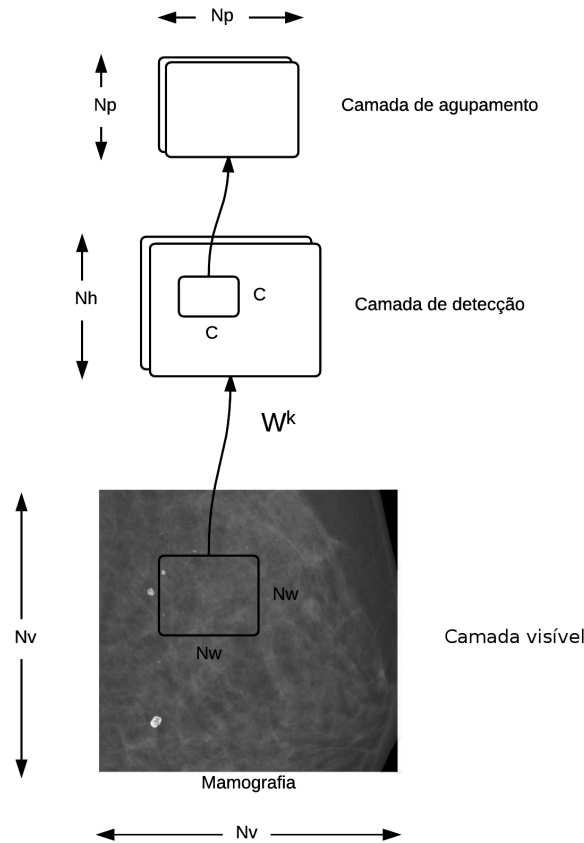 Np
Np
Camada de agupamento
Nh
C
C
Camada de detecção
W^k
Nw
Nw
Nv
Camada visível
Mamografia
Nv